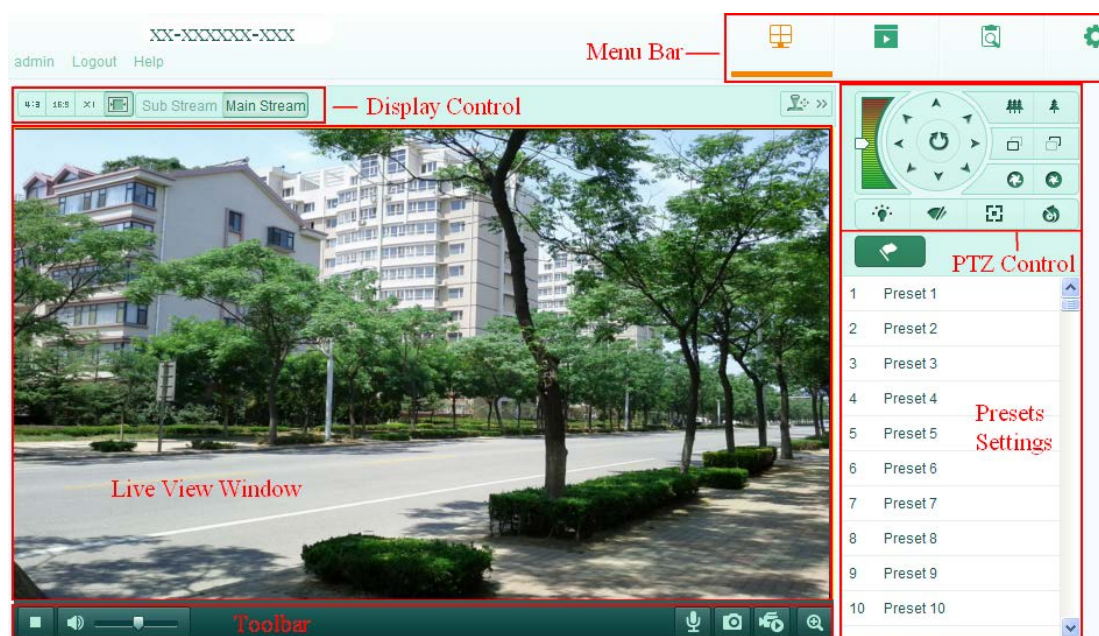 XX-XXXXXX-XXX
admin Logout Help
Menu Bar
4:3 16:9 X1 Sub Stream Main Stream
Display Control
PTZ Control
1 Preset 1
2 Preset 2
3 Preset 3
4 Preset 4
5 Preset 5
6 Preset 6
7 Preset 7
8 Preset 8
9 Preset 9
10 Preset 10
Presets
Settings
Live View Window
Toolbar